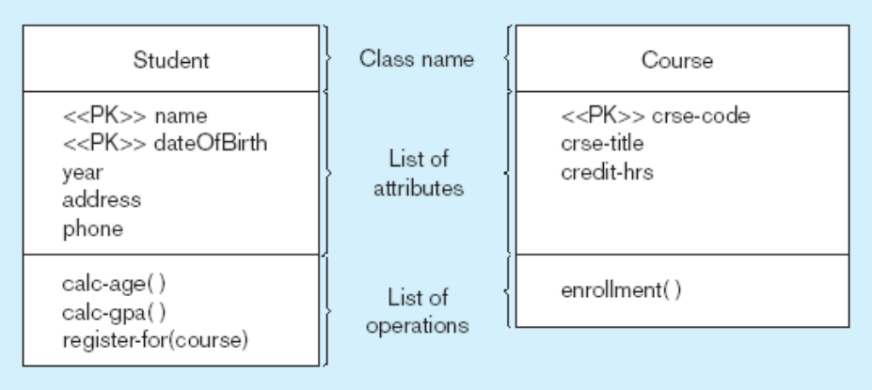 Student
<<PK>> name
<<PK>> dateOfBirth
year
address
phone
calc-age( )
calc-gpa( )
register-for(course)
Class name
List of
attributes
List of
operations
Course
<<PK>> crse-code
crse-title
credit-hrs
enrollment( )